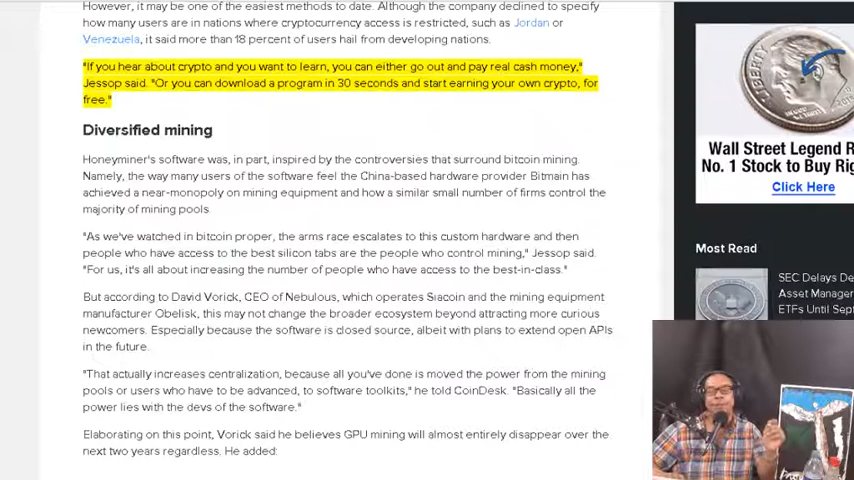 However, it may be one of the easiest methods to date. Although the company declined to specify
how many users are in nations where cryptocurrency access is restricted, such as Jordan or
Venezuela, it said more than 18 percent of users hail from developing nations.
"If you hear about crypto and you want to learn, you can either go out and pay real cash money,"
Jessop said. "Or you can download a program in 30 seconds and start earning your own crypto, for
free."
Diversified mining
Honeyminer's software was, in part, inspired by the controversies that surround bitcoin mining.
Namely, the way many users of the software feel the China-based hardware provider Bitmain has
achieved a near-monopoly on mining equipment and how a similar small number of firms control the
majority of mining pools.
"As we've watched in bitcoin proper, the arms race escalates to this custom hardware and then
people who have access to the best silicon tabs are the people who control mining," Jessop said.
"For us, it's all about increasing the number of people who have access to the best-in-class."
But according to David Vorick, CEO of Nebulous, which operates Siacoin and the mining equipment
manufacturer Obelisk, this may not change the broader ecosystem beyond attracting more curious
newcomers. Especially because the software is closed source, albeit with plans to extend open APIs
in the future.
"That actually increases centralization, because all you've done is moved the power from the mining
pools or users who have to be advanced, to software toolkits," he told CoinDesk. "Basically all the
power lies with the devs of the software."
Elaborating on this point, Vorick said he believes GPU mining will almost entirely disappear over the
next two years regardless. He added:
LIBERTY
Wall Street Legend R
No. 1 Stock to Buy Rig
Click Here
Most Read
SEC Delays De
Asset Manager
ETFs Until Sep